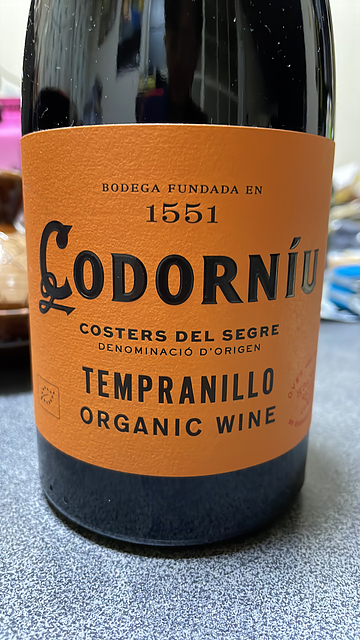 BODEGA FUNDADA EN
1551
CODORNÍU
COSTERS DEL SEGRE
DENOMINACIÓ D'ORIGEN
TEMPRANILLO
ORGANIC WINE